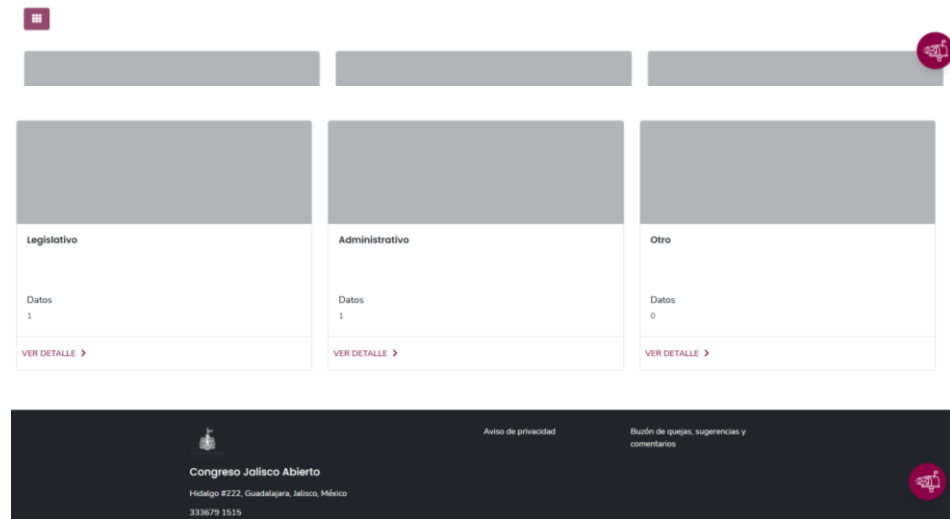 Legislativo
Administrativo
Otro
Datos
1
Datos
1
Datos
0
VER DETALLE
VER DETALLE
VER DETALLE
Aviso de privacidad
Buzón de quejas, sugerencias y
comentarios
Congreso Jalisco Abierto
Hidalgo #222, Guadalajara, Jalisco, México
333679 1515